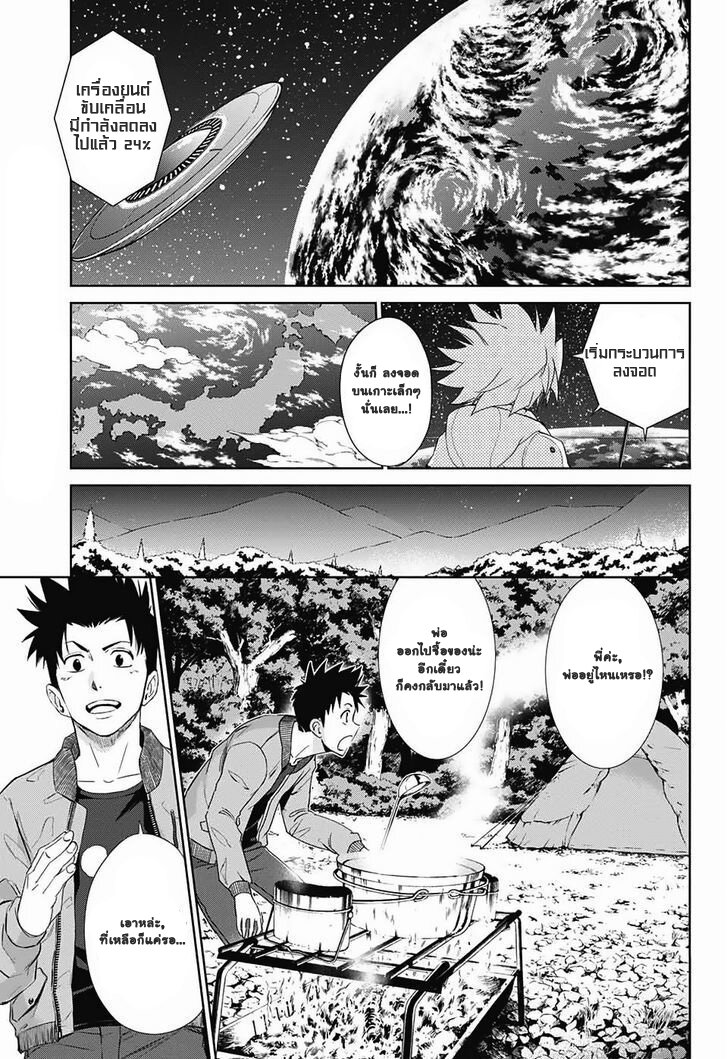 เครื่องยนต์
ขับเคลื่อน
มีกำลังลดลง
ไปแล้ว 24%
เริ่มกระบวนการ
ลงจอด
งั้นก็ ลงจอด
บนเกาะเล็กๆ
นั่นเลย...!
พี่ค่ะ,
พ่ออยู่ไหนเหรอ!?
พ่อ
ออกไปซื้อของน่ะ
อีกเดี๋ยว
ก็คงกลับมาแล้ว!
เอาหล่ะ,
ที่เหลือก็แค่รอ...